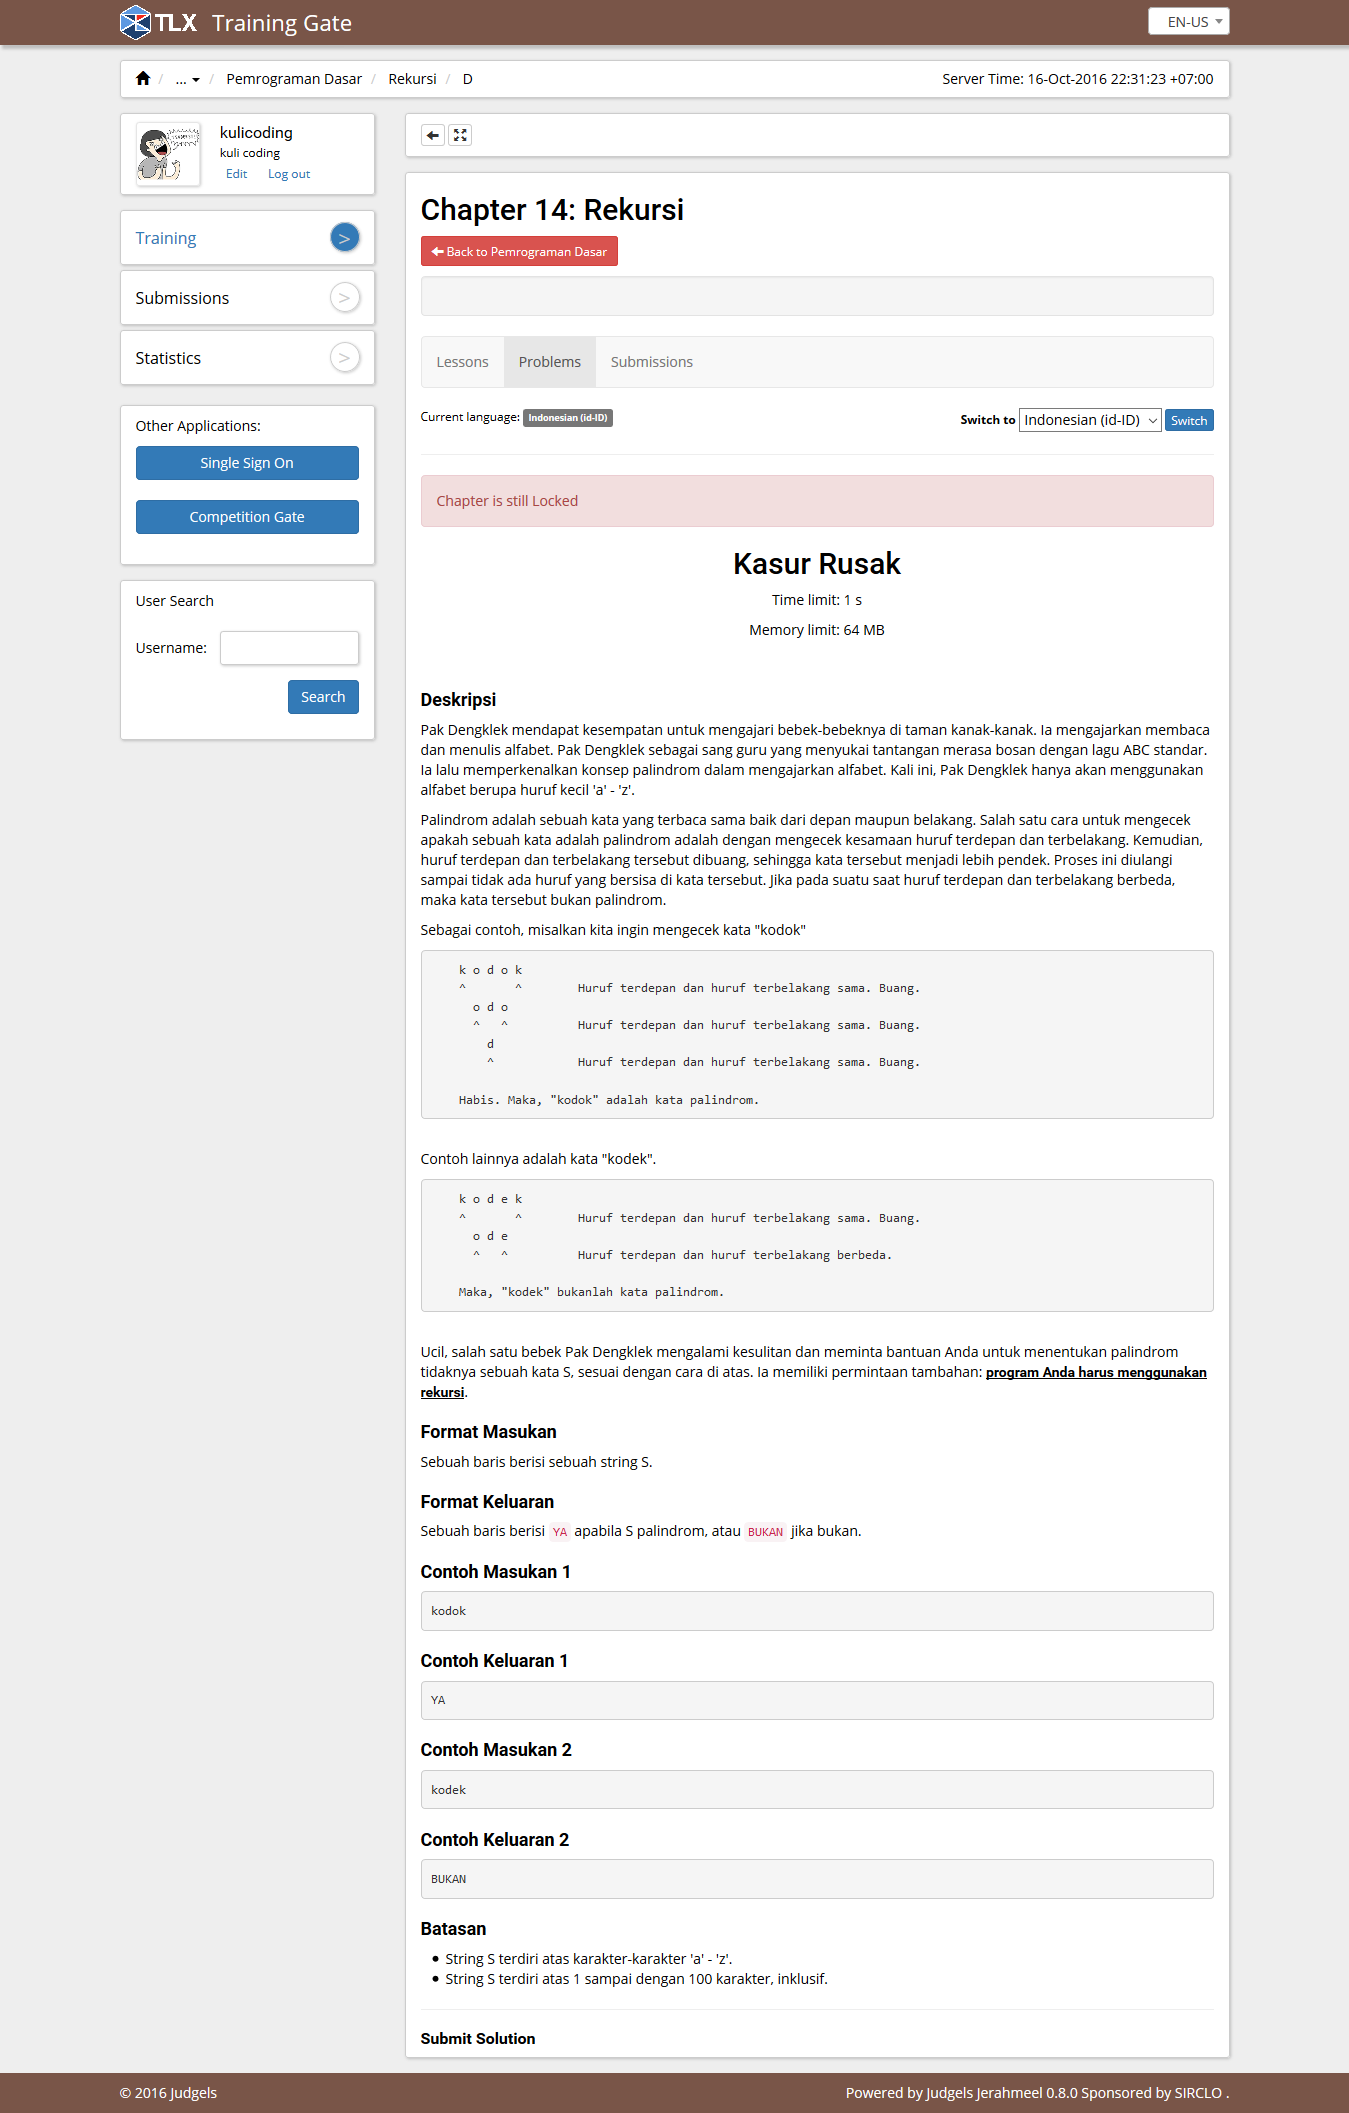 TLX Training Gate
EN-US
... Pemrograman Dasar / Rekursi / D
Server Time: 16-Oct-2016 22:31:23 +07:00
kulicoding
kuli coding
Edit Log out
Training >
Submissions >
Statistics >
Other Applications:
Single Sign On
Competition Gate
User Search
Username:
Search
Chapter 14: Rekursi
Back to Pemrograman Dasar
Lessons Problems Submissions
Current language: Indonesian (id-ID)
Switch to Indonesian (id-ID) Switch
Chapter is still Locked
Kasur Rusak
Time limit: 1 s
Memory limit: 64 MB
Deskripsi
Pak Dengklek mendapat kesempatan untuk mengajari bebek-bebeknya di taman kanak-kanak. Ia mengajarkan membaca
dan menulis alfabet. Pak Dengklek sebagai sang guru yang menyukai tantangan merasa bosan dengan lagu ABC standar.
Ia lalu memperkenalkan konsep palindrom dalam mengajarkan alfabet. Kali ini, Pak Dengklek hanya akan menggunakan
alfabet berupa huruf kecil 'a' - 'z'.
Palindrom adalah sebuah kata yang terbaca sama baik dari depan maupun belakang. Salah satu cara untuk mengecek
apakah sebuah kata adalah palindrom adalah dengan mengecek kesamaan huruf terdepan dan terbelakang. Kemudian,
huruf terdepan dan terbelakang tersebut dibuang, sehingga kata tersebut menjadi lebih pendek. Proses ini diulangi
sampai tidak ada huruf yang bersisa di kata tersebut. Jika pada suatu saat huruf terdepan dan terbelakang berbeda,
maka kata tersebut bukan palindrom.
Sebagai contoh, misalkan kita ingin mengecek kata "kodok"
k o d o k
^ ^ Huruf terdepan dan huruf terbelakang sama. Buang.
o d o
^ ^ Huruf terdepan dan huruf terbelakang sama. Buang.
d
^ Huruf terdepan dan huruf terbelakang sama. Buang.
Habis. Maka, "kodok" adalah kata palindrom.
Contoh lainnya adalah kata "kodek".
k o d e k
^ ^ Huruf terdepan dan huruf terbelakang sama. Buang.
o d e
^ ^ Huruf terdepan dan huruf terbelakang berbeda.
Maka, "kodek" bukanlah kata palindrom.
Ucil, salah satu bebek Pak Dengklek mengalami kesulitan dan meminta bantuan Anda untuk menentukan palindrom
tidaknya sebuah kata S, sesuai dengan cara di atas. Ia memiliki permintaan tambahan: program Anda harus menggunakan
rekursi.
Format Masukan
Sebuah baris berisi sebuah string S.
Format Keluaran
Sebuah baris berisi YA apabila S palindrom, atau BUKAN jika bukan.
Contoh Masukan 1
kodok
Contoh Keluaran 1
YA
Contoh Masukan 2
kodek
Contoh Keluaran 2
BUKAN
Batasan
• String S terdiri atas karakter-karakter 'a' - 'z'.
• String S terdiri atas 1 sampai dengan 100 karakter, inklusif.
Submit Solution
© 2016 Judgels
Powered by Judgels Jerahmeel 0.8.0 Sponsored by SIRCLO .